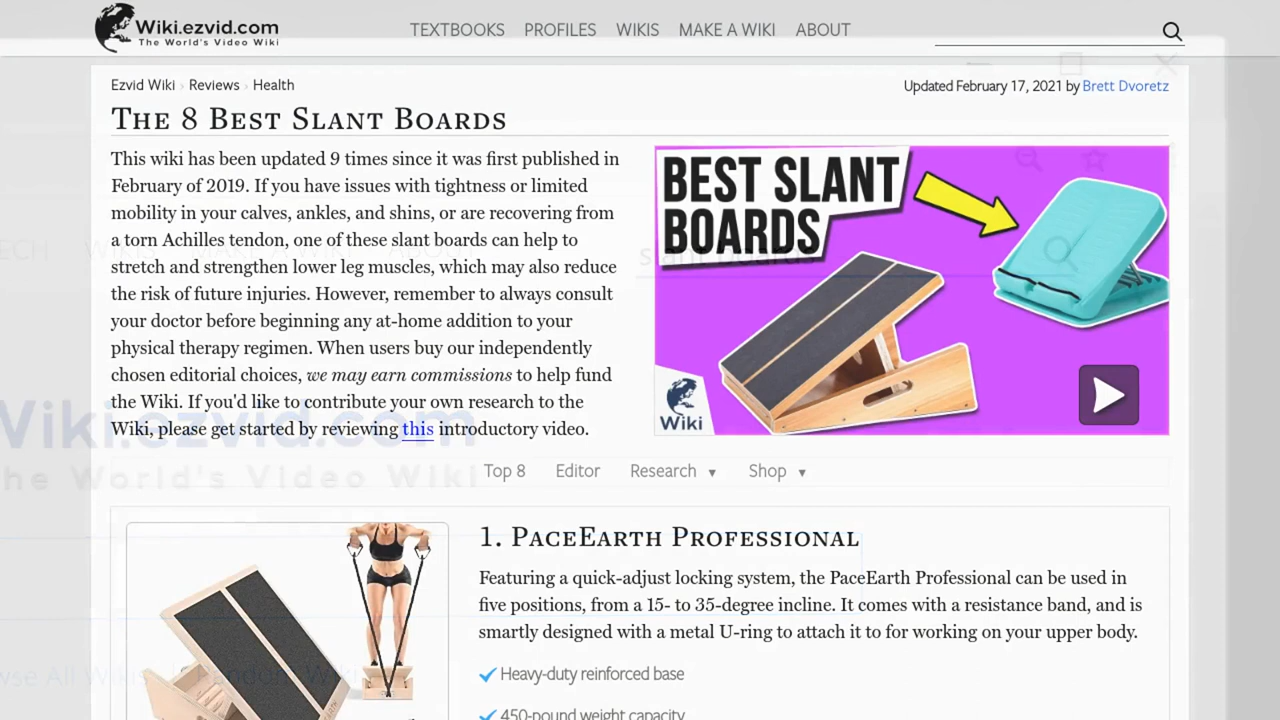 Wiki.ezvid.com
The World's Video Wiki
TEXTBOOKS PROFILES WIKIS MAKE A WIKI ABOUT
Ezvid Wiki › Reviews › Health
Updated February 17, 2021 by Brett Dvoretz
The 8 Best Slant Boards
This wiki has been updated 9 times since it was first published in
February of 2019. If you have issues with tightness or limited
mobility in your calves, ankles, and shins, or are recovering from
a torn Achilles tendon, one of these slant boards can help to
stretch and strengthen lower leg muscles, which may also reduce
the risk of future injuries. However, remember to always consult
your doctor before beginning any at-home addition to your
physical therapy regimen. When users buy our independently
chosen editorial choices, we may earn commissions to help fund
the Wiki. If you'd like to contribute your own research to the
Wiki, please get started by reviewing this introductory video.
BEST SLANT
BOARDS
slant boards
Wiki
Wiki.ezvid.com
The World's Video Wiki
Top 8 Editor Research ▼ Shop ▼
1. PaceEarth Professional
Featuring a quick-adjust locking system, the PaceEarth Professional can be used in
five positions, from a 15- to 35-degree incline. It comes with a resistance band, and is
smartly designed with a metal U-ring to attach it to for working on your upper body.
Heavy-duty reinforced base
450-pound weight capacity